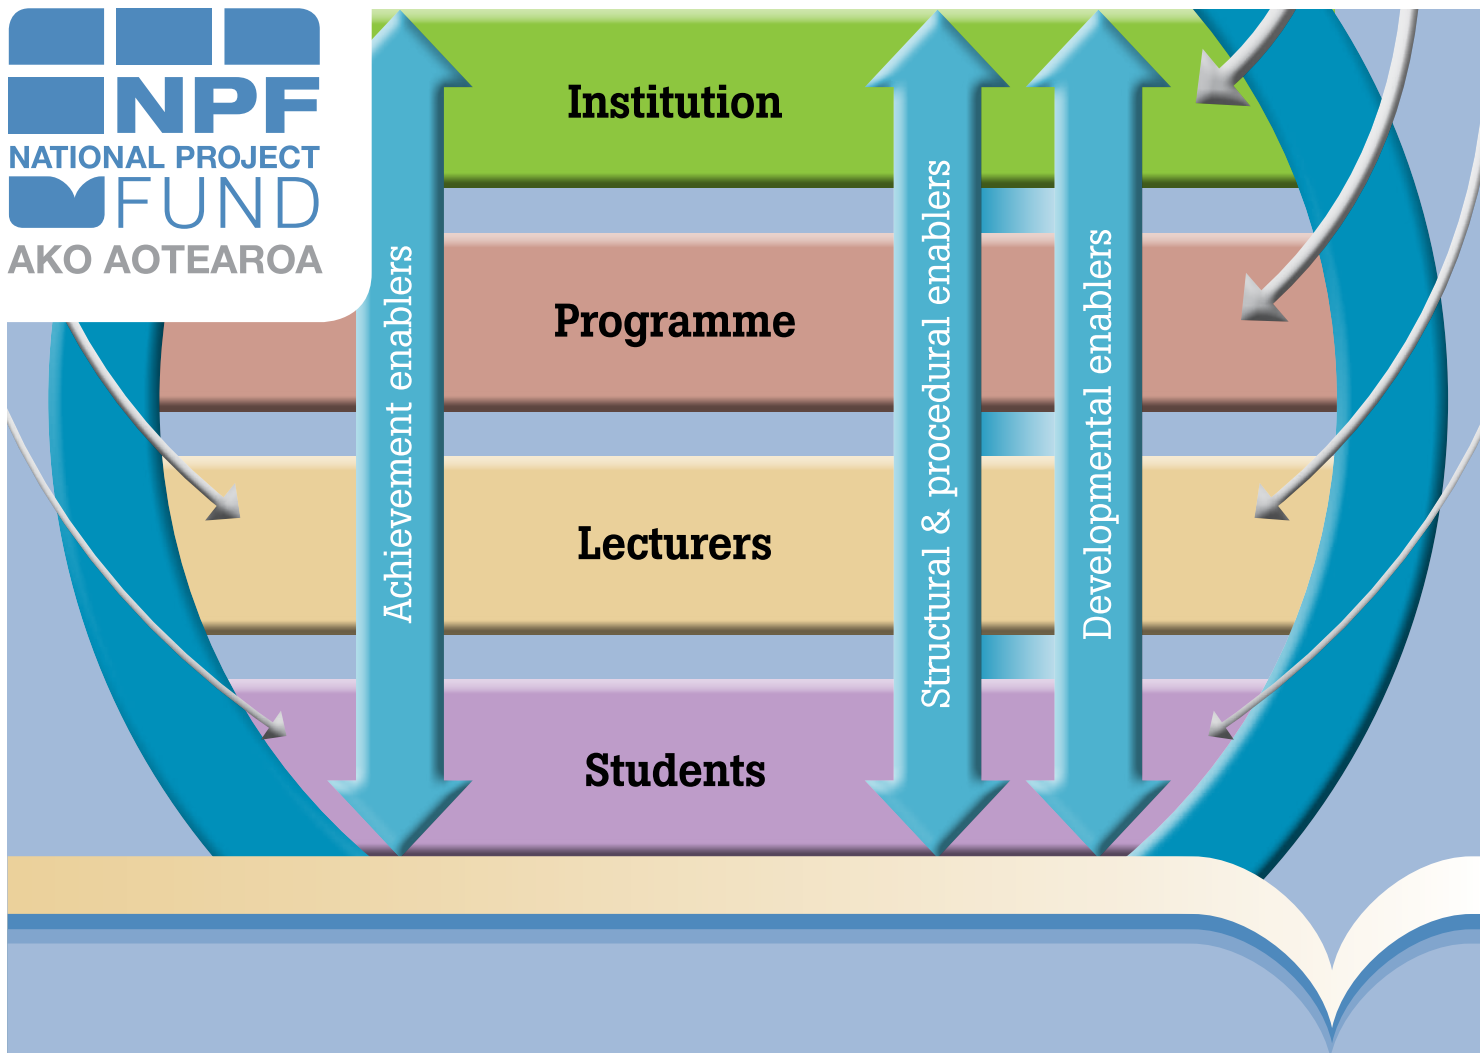 NPF
NATIONAL PROJECT
FUND
AKO AOTEAROA
Institution
Programme
Lecturers
Students
Achievement enablers
Structural & procedural enablers
Developmental enablers